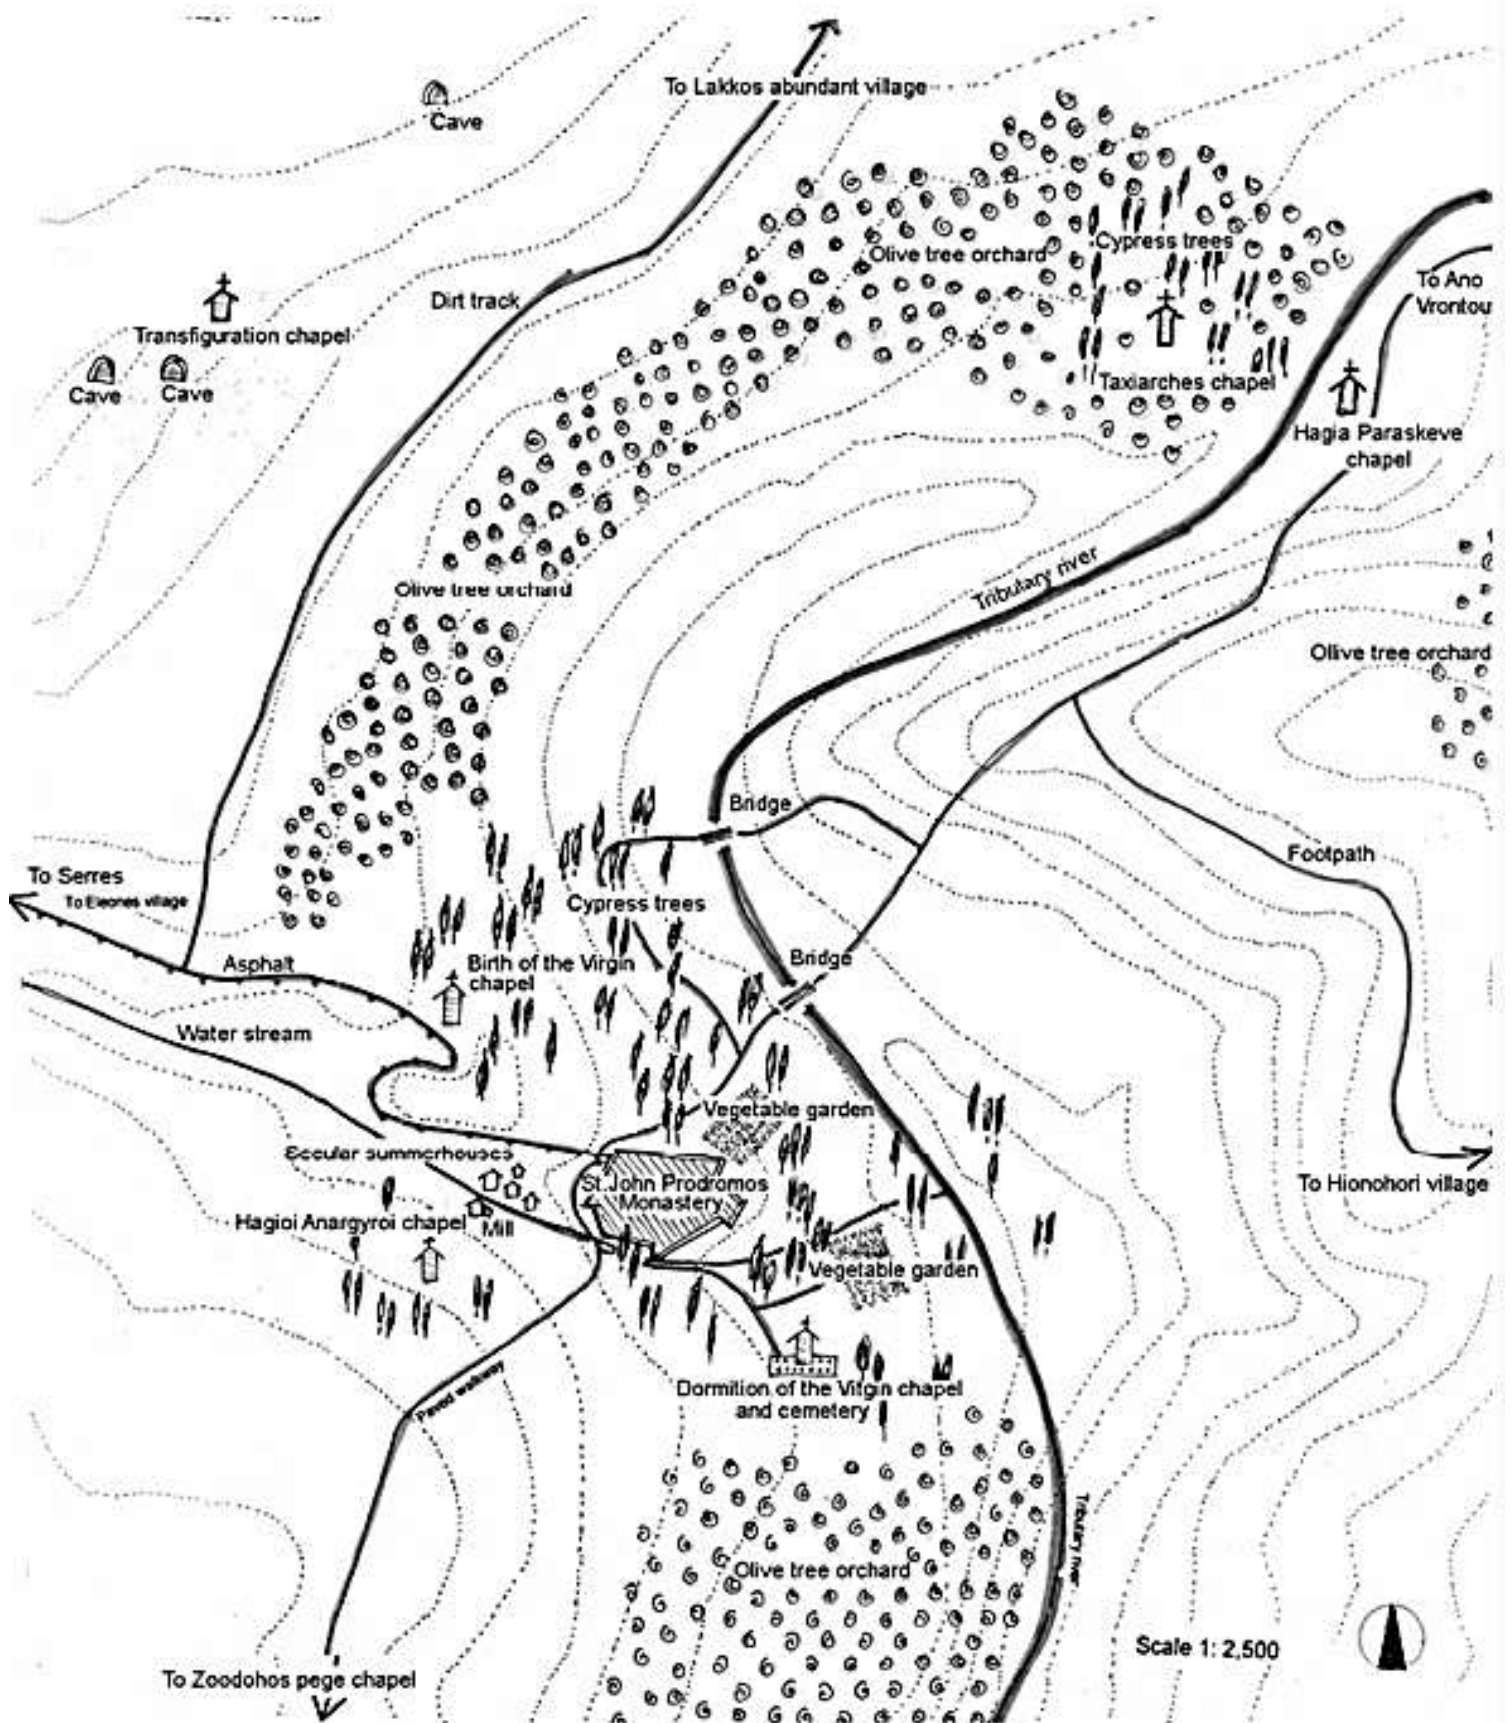 To Lakkos abundant village
Cave
Olive tree orchard
Cypress trees
To Ano
Vrontou
Dirt track
Transfiguration chapel
Cave
Cave
Taxiarches chapel
Hagia Paraskeve
chapel
Olive tree orchard
Tributary river
Ollive tree orchard
Bridge
Footpath
To Serres
To Eleones village
Cypress trees
Asphalt
Birth of the Virgin
chapel
Bridge
Water stream
Vegetable garden
Secular summerhouses
St.John Prodromos
Monastery
To Hionohori village
Hagioi Anargyroi chapel
Mill
Vegetable garden
Paved walkway
Dormition of the Vitgin chapel
and cemetery
Tributary river
Olive tree orchard
Scale 1: 2,500
To Zoodohos pege chapel